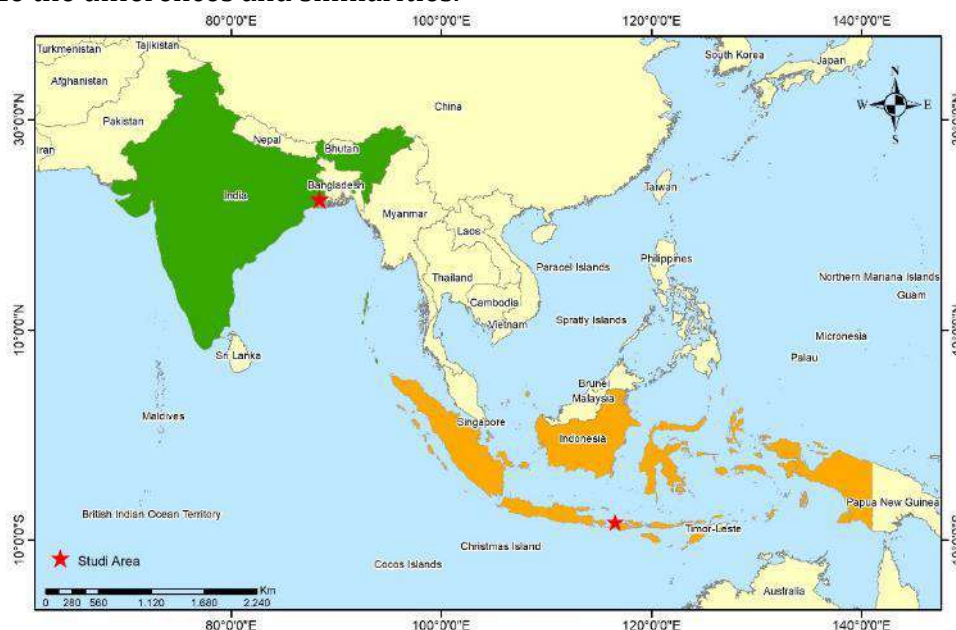 80°0'0"E 100°0'0"E 120°0'0"E 140°0'0"E
Turkmenistan
Tajikistan
South Korea
Japan
Afghanistan
N
China
W E
30°0'0"N
Pakistan
S
Iran
Nepal
Bhutan
Bangladesh
Taiwan
India
Myanmar
Laos
Philippines
Thailand
Paracel Islands
Northern Mariana Islands
Guam
Cambodia
Vietnam
Spratly Islands
10°0'0"N
Micronesia
Sri Lanka
Palau
Brunei
Malaysia
Maldives
Singapore
Indonesia
Papua New Guinea
British Indian Ocean Territory
Timor-Leste
10°0'0"S
Christmas Island
Studi Area
Cocos Islands
Km
Australia
0 280 560 1.120 1.680 2.240
80°0'0"E 100°0'0"E 120°0'0"E 140°0'0"E